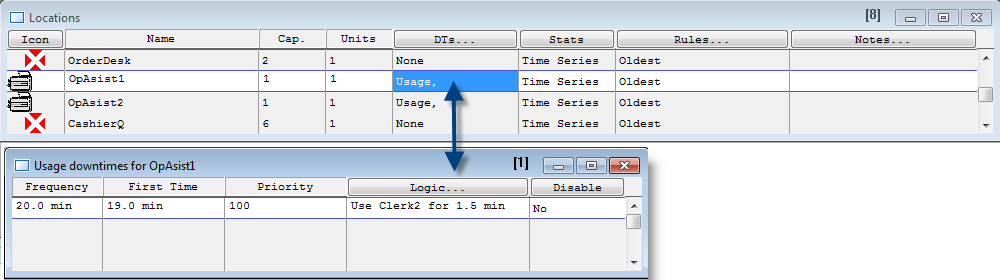 Locations [8]
Icon Name Cap. Units DTs... Stats Rules... Notes...
OrderDesk 2 1 None Time Series Oldest
OpAsist1 1 1 Usage, Time Series Oldest
OpAsist2 1 1 Usage, Time Series Oldest
CashierQ 6 1 None Time Series Oldest
Usage downtimes for OpAsist1 [1]
Frequency First Time Priority Logic... Disable
20.0 min 19.0 min 100 Use Clerk2 for 1.5 min No